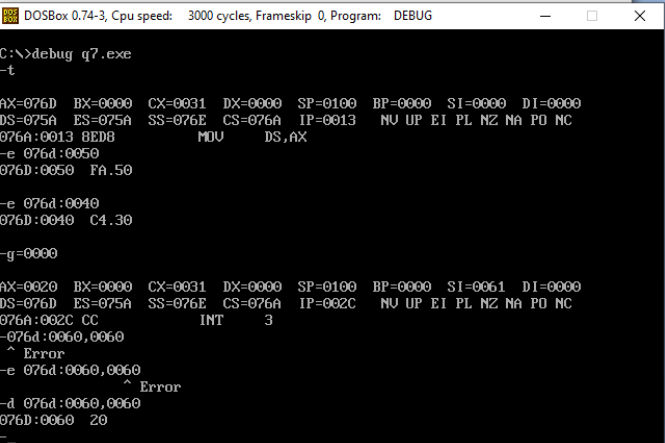 DOSBox 0.74-3, Cpu speed: 3000 cycles, Frameskip 0, Program: DEBUG
C:\>debug q7.exe
-t
AX=076D BX=0000 CX=0031 DX=0000 SP=0100 BP=0000 SI=0000 DI=0000
DS=075A ES=075A SS=076E CS=076A IP=0013 NV UP EI PL NZ NA PO NC
076A:0013 8ED8 MOV DS,AX
-e 076d:0050
076D:0050 FA.50
-e 076d:0040
076D:0040 C4.30
-g=0000
AX=0020 BX=0000 CX=0031 DX=0000 SP=0100 BP=0000 SI=0061 DI=0000
DS=076D ES=075A SS=076E CS=076A IP=002C NV UP EI PL NZ NA PO NC
076A:002C CC INT 3
-076d:0060,0060
^ Error
-e 076d:0060,0060
^ Error
-d 076d:0060,0060
076D:0060 20
-